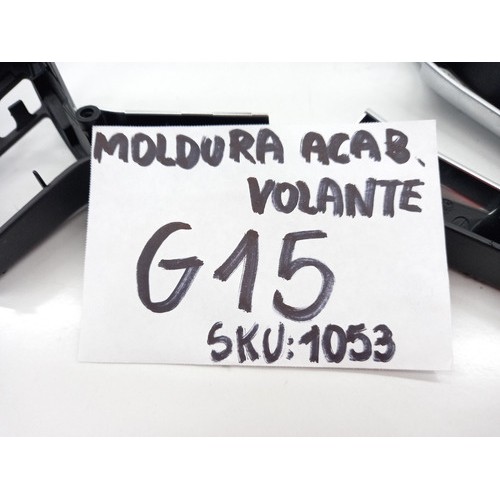 MOLDURA ACAB.
VOLANTE
G15
SKU:1053